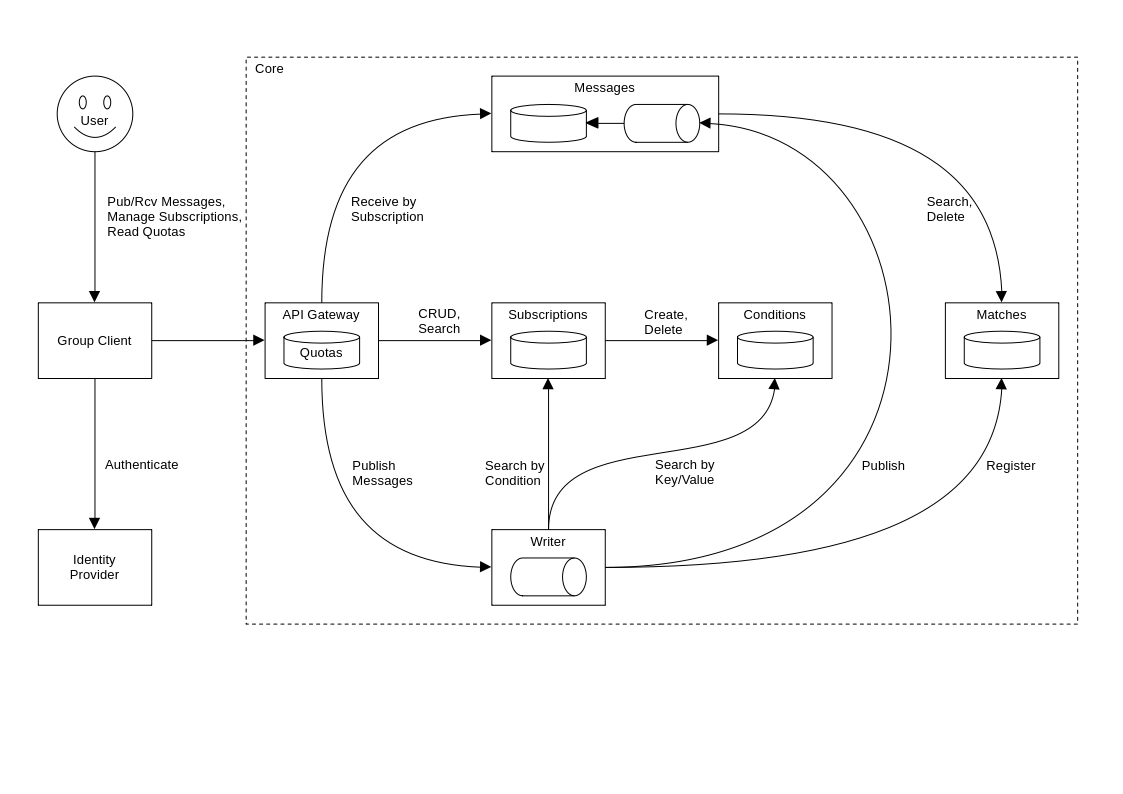 Core
Messages
User
Pub/Rcv Messages,
Manage Subscriptions,
Read Quotas
Receive by
Subscription
Search,
Delete
Group Client
API Gateway
Quotas
CRUD,
Search
Subscriptions
Create,
Delete
Conditions
Matches
Authenticate
Publish
Messages
Search by
Condition
Search by
Key/Value
Publish
Register
Identity
Provider
Writer